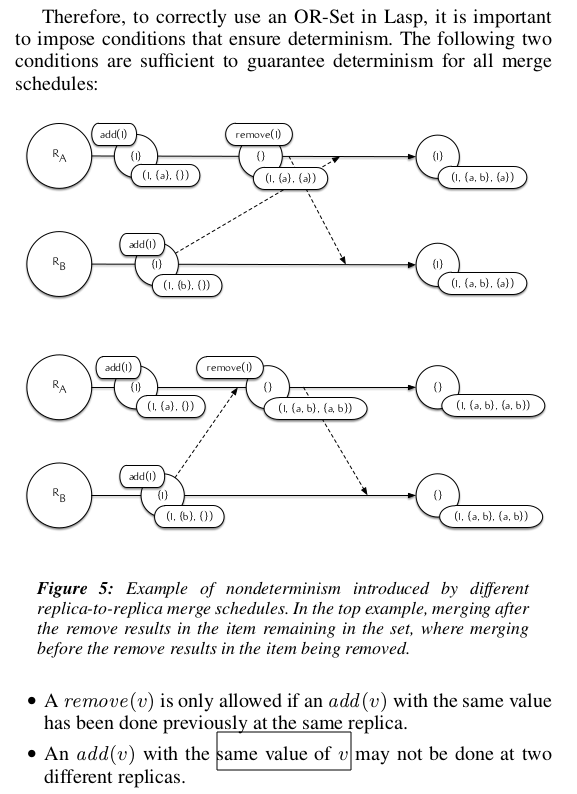 Therefore, to correctly use an OR-Set in Lasp, it is important
to impose conditions that ensure determinism. The following two
conditions are sufficient to guarantee determinism for all merge
schedules:
add(1)
remove(1)
R_A
{1}
{}
{1}
(1, {a}, {})
(1, {a}, {a})
(1, {a, b}, {a})
add(1)
R_B
{1}
{1}
(1, {b}, {})
(1, {a, b}, {a})
add(1)
remove(1)
R_A
{1}
{}
{}
(1, {a}, {})
(1, {a, b}, {a, b})
(1, {a, b}, {a, b})
add(1)
R_B
{1}
{}
(1, {b}, {})
(1, {a, b}, {a, b})
Figure 5: Example of nondeterminism introduced by different
replica-to-replica merge schedules. In the top example, merging after
the remove results in the item remaining in the set, where merging
before the remove results in the item being removed.
• A remove(v) is only allowed if an add(v) with the same value
has been done previously at the same replica.
• An add(v) with the same value of v may not be done at two
different replicas.